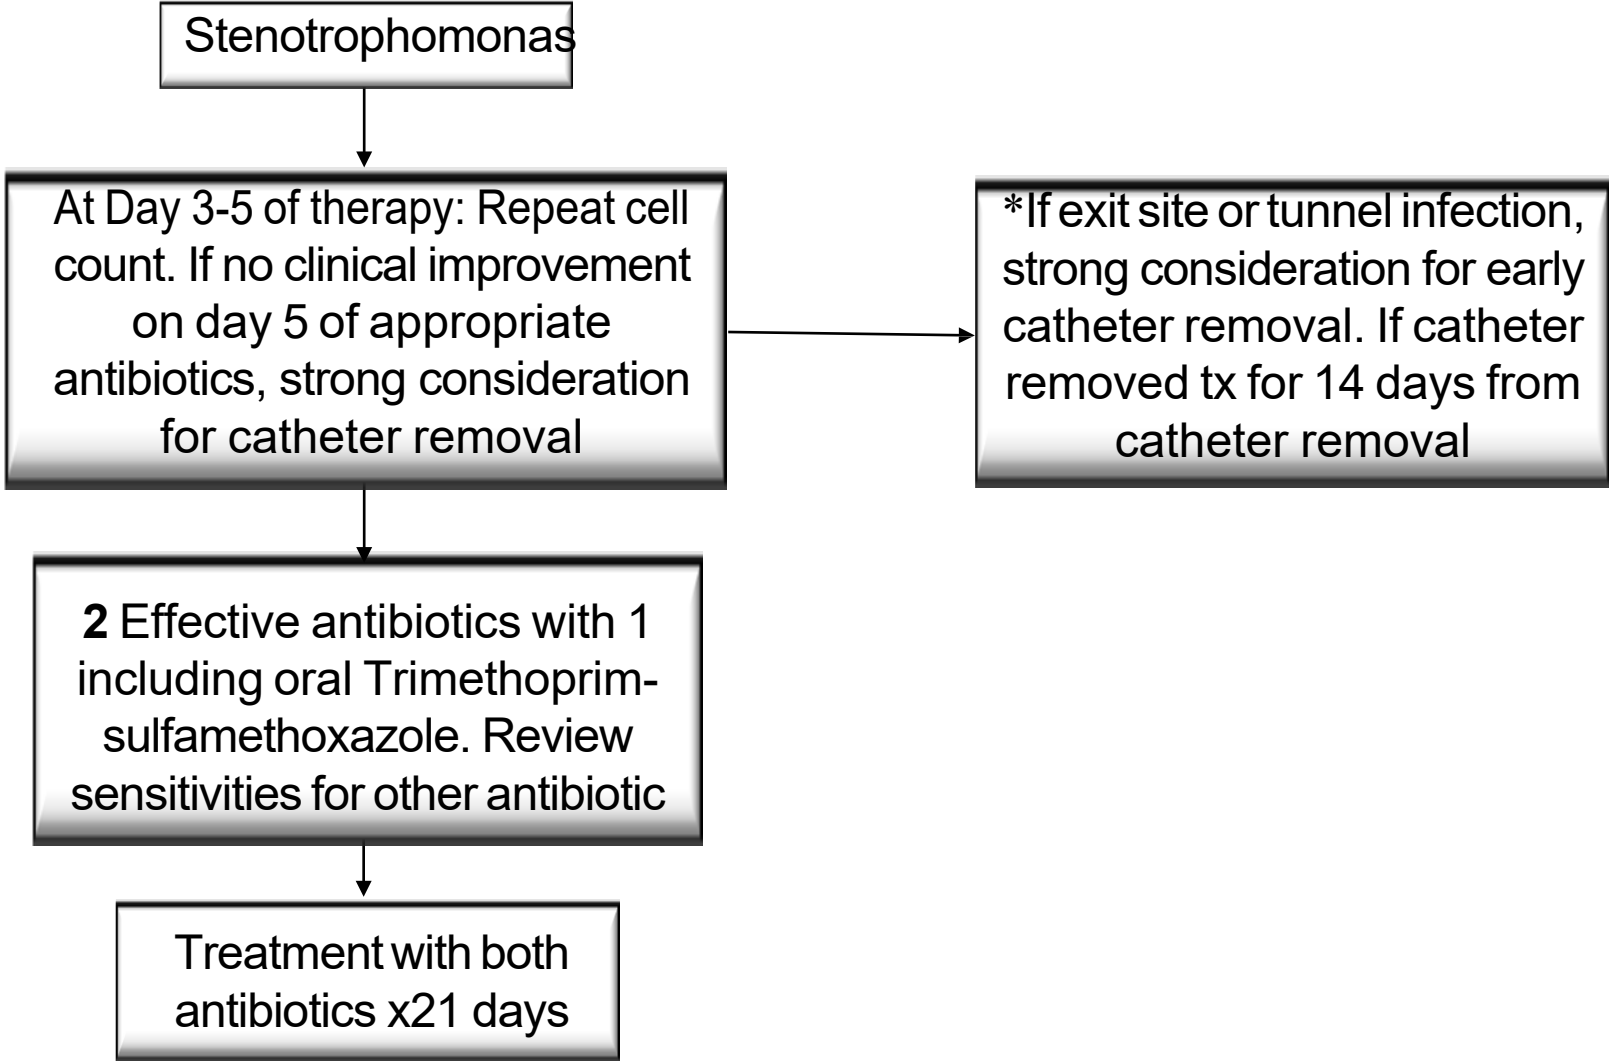 Stenotrophomonas
At Day 3-5 of therapy: Repeat cell
count. If no clinical improvement
on day 5 of appropriate
antibiotics, strong consideration
for catheter removal
*If exit site or tunnel infection,
strong consideration for early
catheter removal. If catheter
removed tx for 14 days from
catheter removal
2 Effective antibiotics with 1
including oral Trimethoprim-
sulfamethoxazole. Review
sensitivities for other antibiotic
Treatment with both
antibiotics x21 days